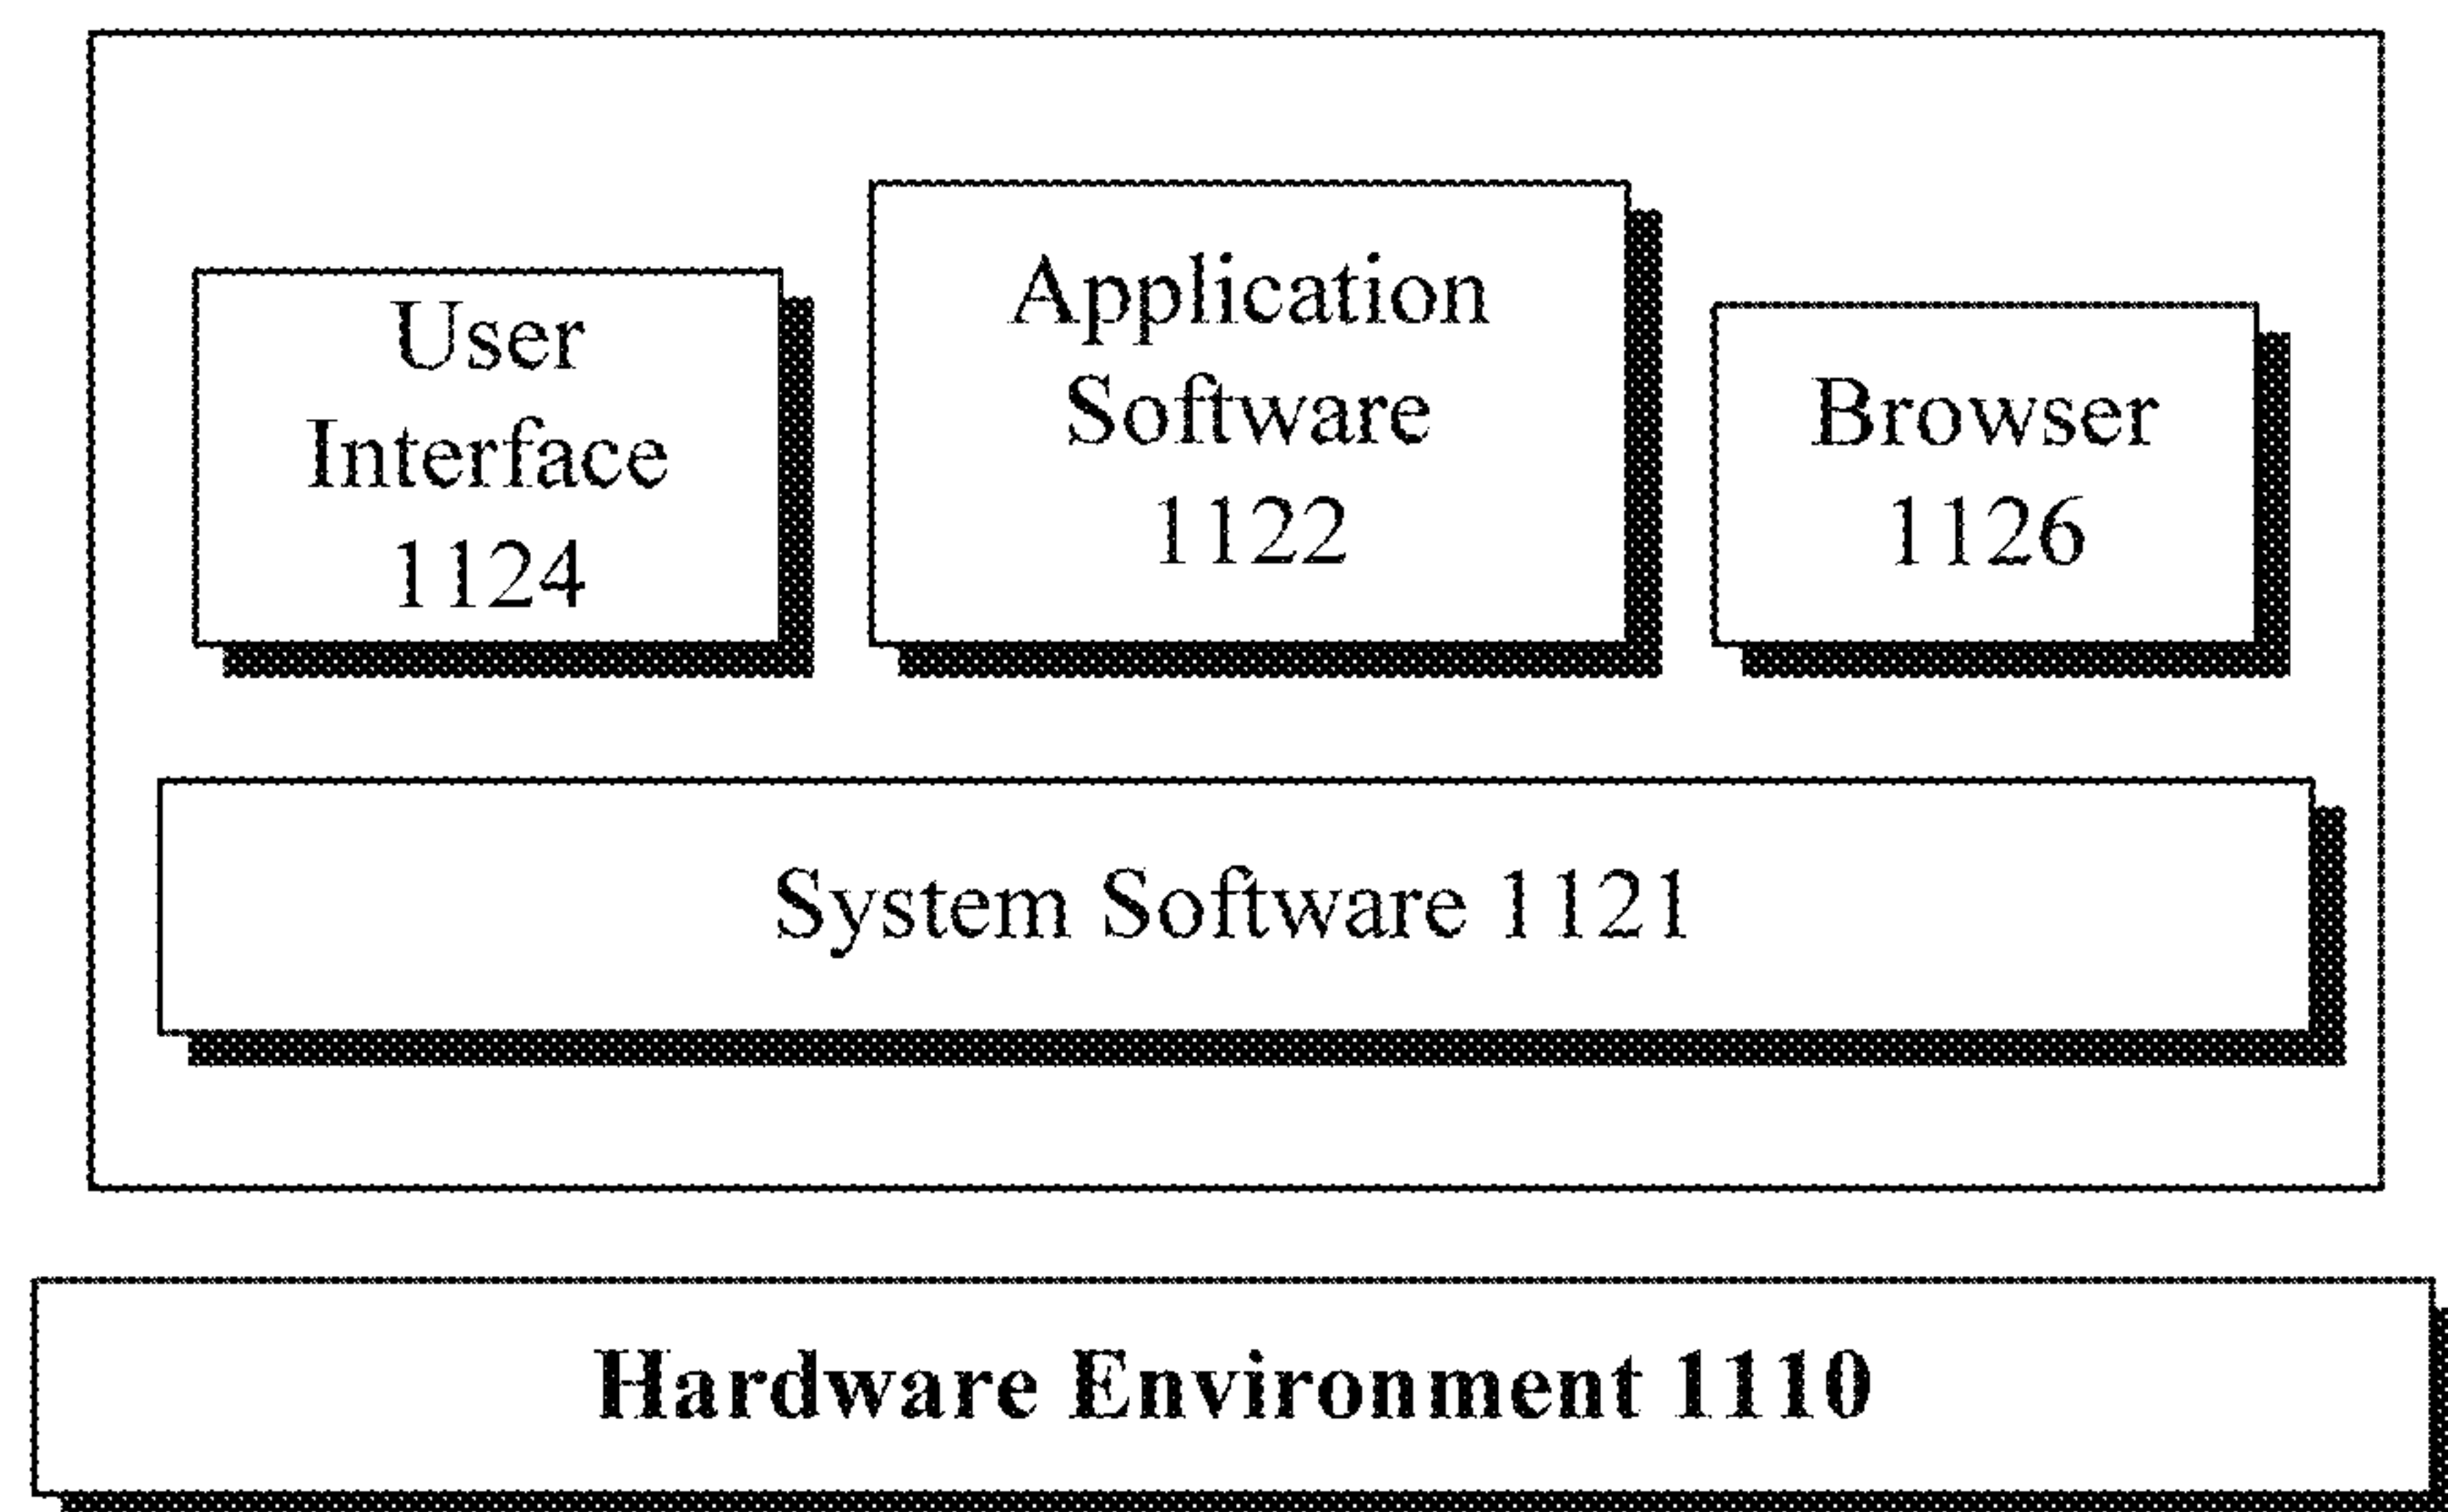 User
Interface
1124
Application
Software
1122
Browser
1126
System Software 1121
Hardware Environment 1110